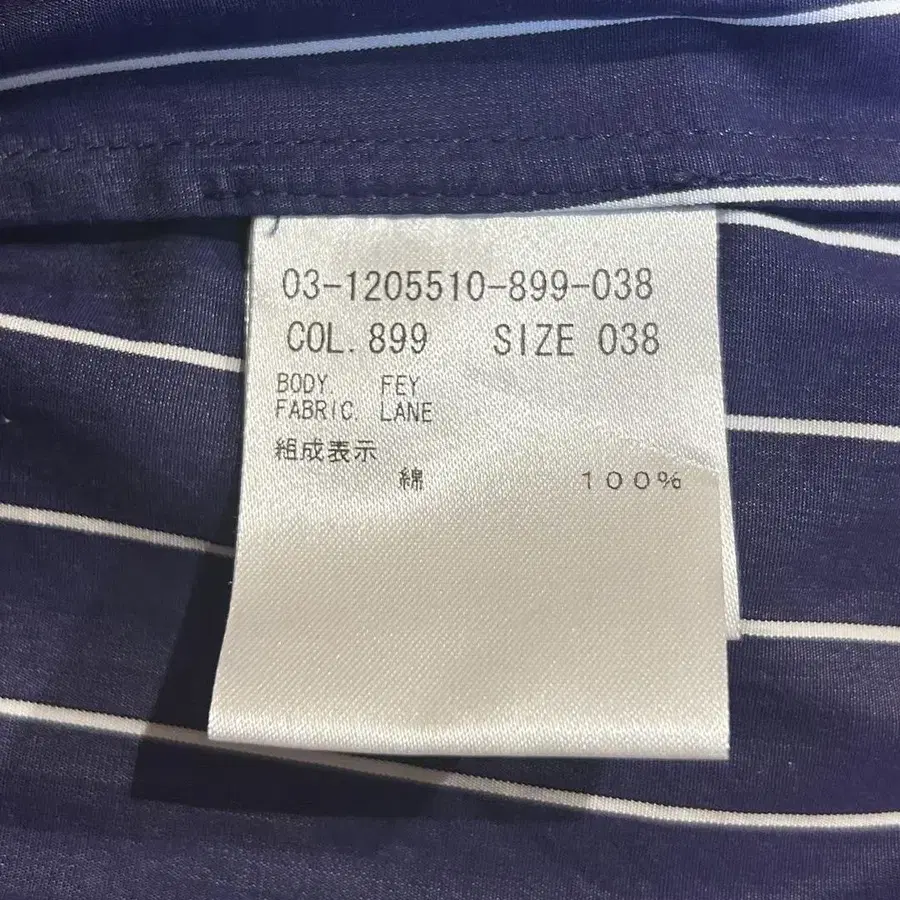 03-1205510-899-038
COL. 899 SIZE 038
BODY FEY
FABRIC. LANE
組成表示
綿 100%